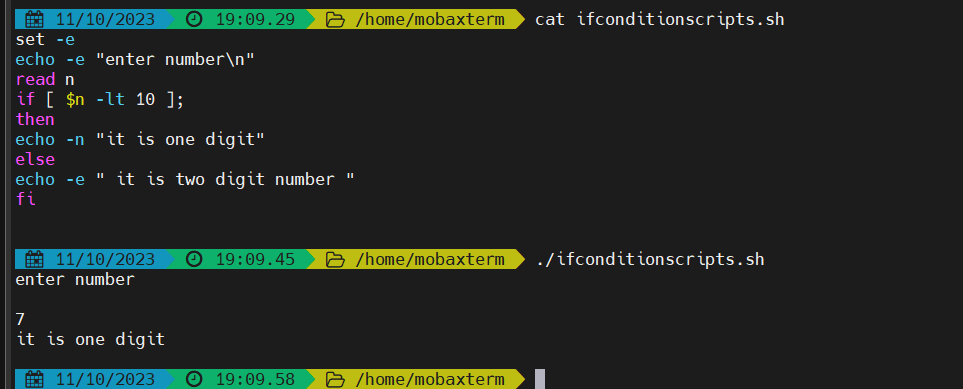 11/10/2023 19:09.29 /home/mobaxterm cat ifconditionscripts.sh
set -e
echo -e "enter number\n"
read n
if [ $n -lt 10 ];
then
echo -n "it is one digit"
else
echo -e " it is two digit number "
fi
11/10/2023 19:09.45 /home/mobaxterm ./ifconditionscripts.sh
enter number
7
it is one digit
11/10/2023 19:09.58 /home/mobaxterm